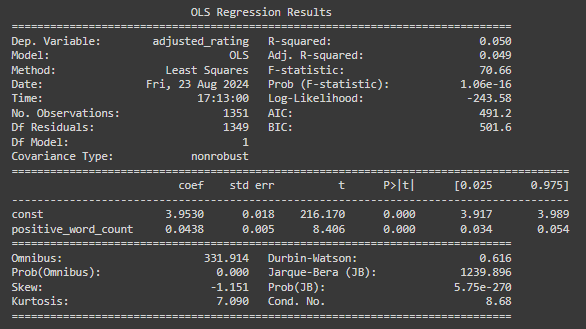 OLS Regression Results
==============================================================================
Dep. Variable:        adjusted_rating   R-squared:                       0.050
Model:                            OLS   Adj. R-squared:                  0.049
Method:                 Least Squares   F-statistic:                     70.66
Date:                Fri, 23 Aug 2024   Prob (F-statistic):           1.06e-16
Time:                        17:13:00   Log-Likelihood:                -243.58
No. Observations:                1351   AIC:                             491.2
Df Residuals:                    1349   BIC:                             501.6
Df Model:                           1
Covariance Type:            nonrobust
=======================================================================================
                          coef    std err          t      P>|t|      [0.025      0.975]
---------------------------------------------------------------------------------------
const                   3.9530      0.018    216.170      0.000       3.917       3.989
positive_word_count     0.0438      0.005      8.406      0.000       0.034       0.054
==============================================================================
Omnibus:                      331.914   Durbin-Watson:                   0.616
Prob(Omnibus):                  0.000   Jarque-Bera (JB):             1239.896
Skew:                          -1.151   Prob(JB):                    5.75e-270
Kurtosis:                       7.090   Cond. No.                         8.68
==============================================================================